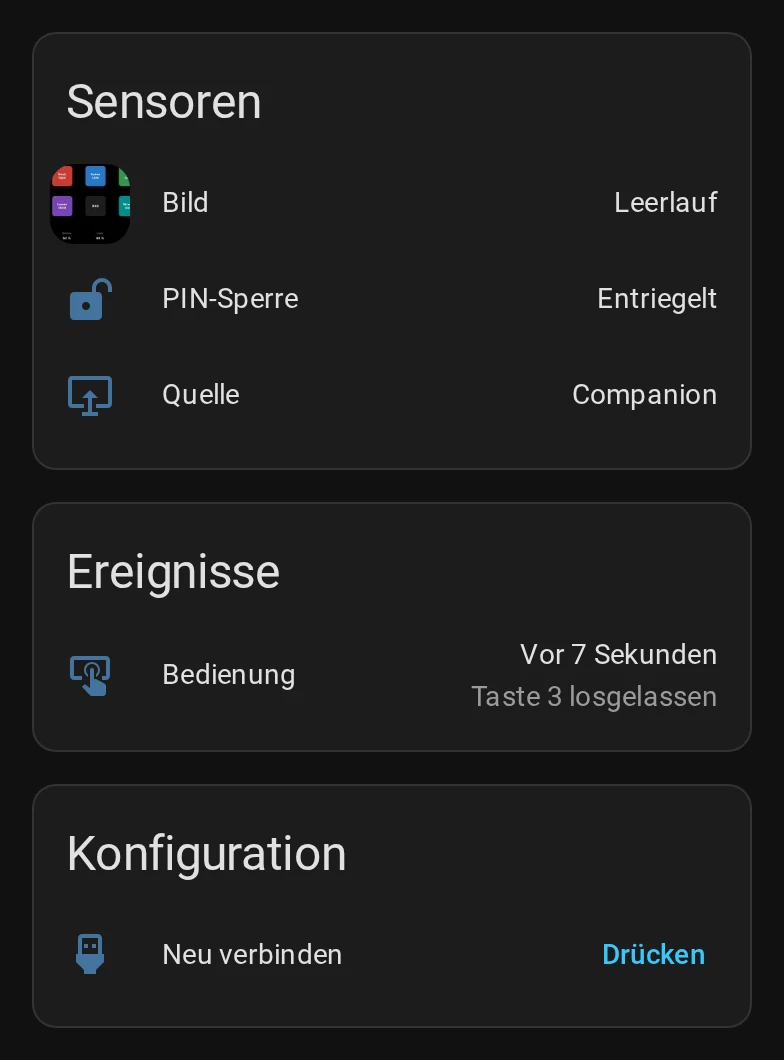 Sensoren
Bild
Leerlauf
PIN-Sperre
Entriegelt
Quelle
Companion
Ereignisse
Bedienung
Vor 7 Sekunden
Taste 3 losgelassen
Konfiguration
Neu verbinden
Drücken